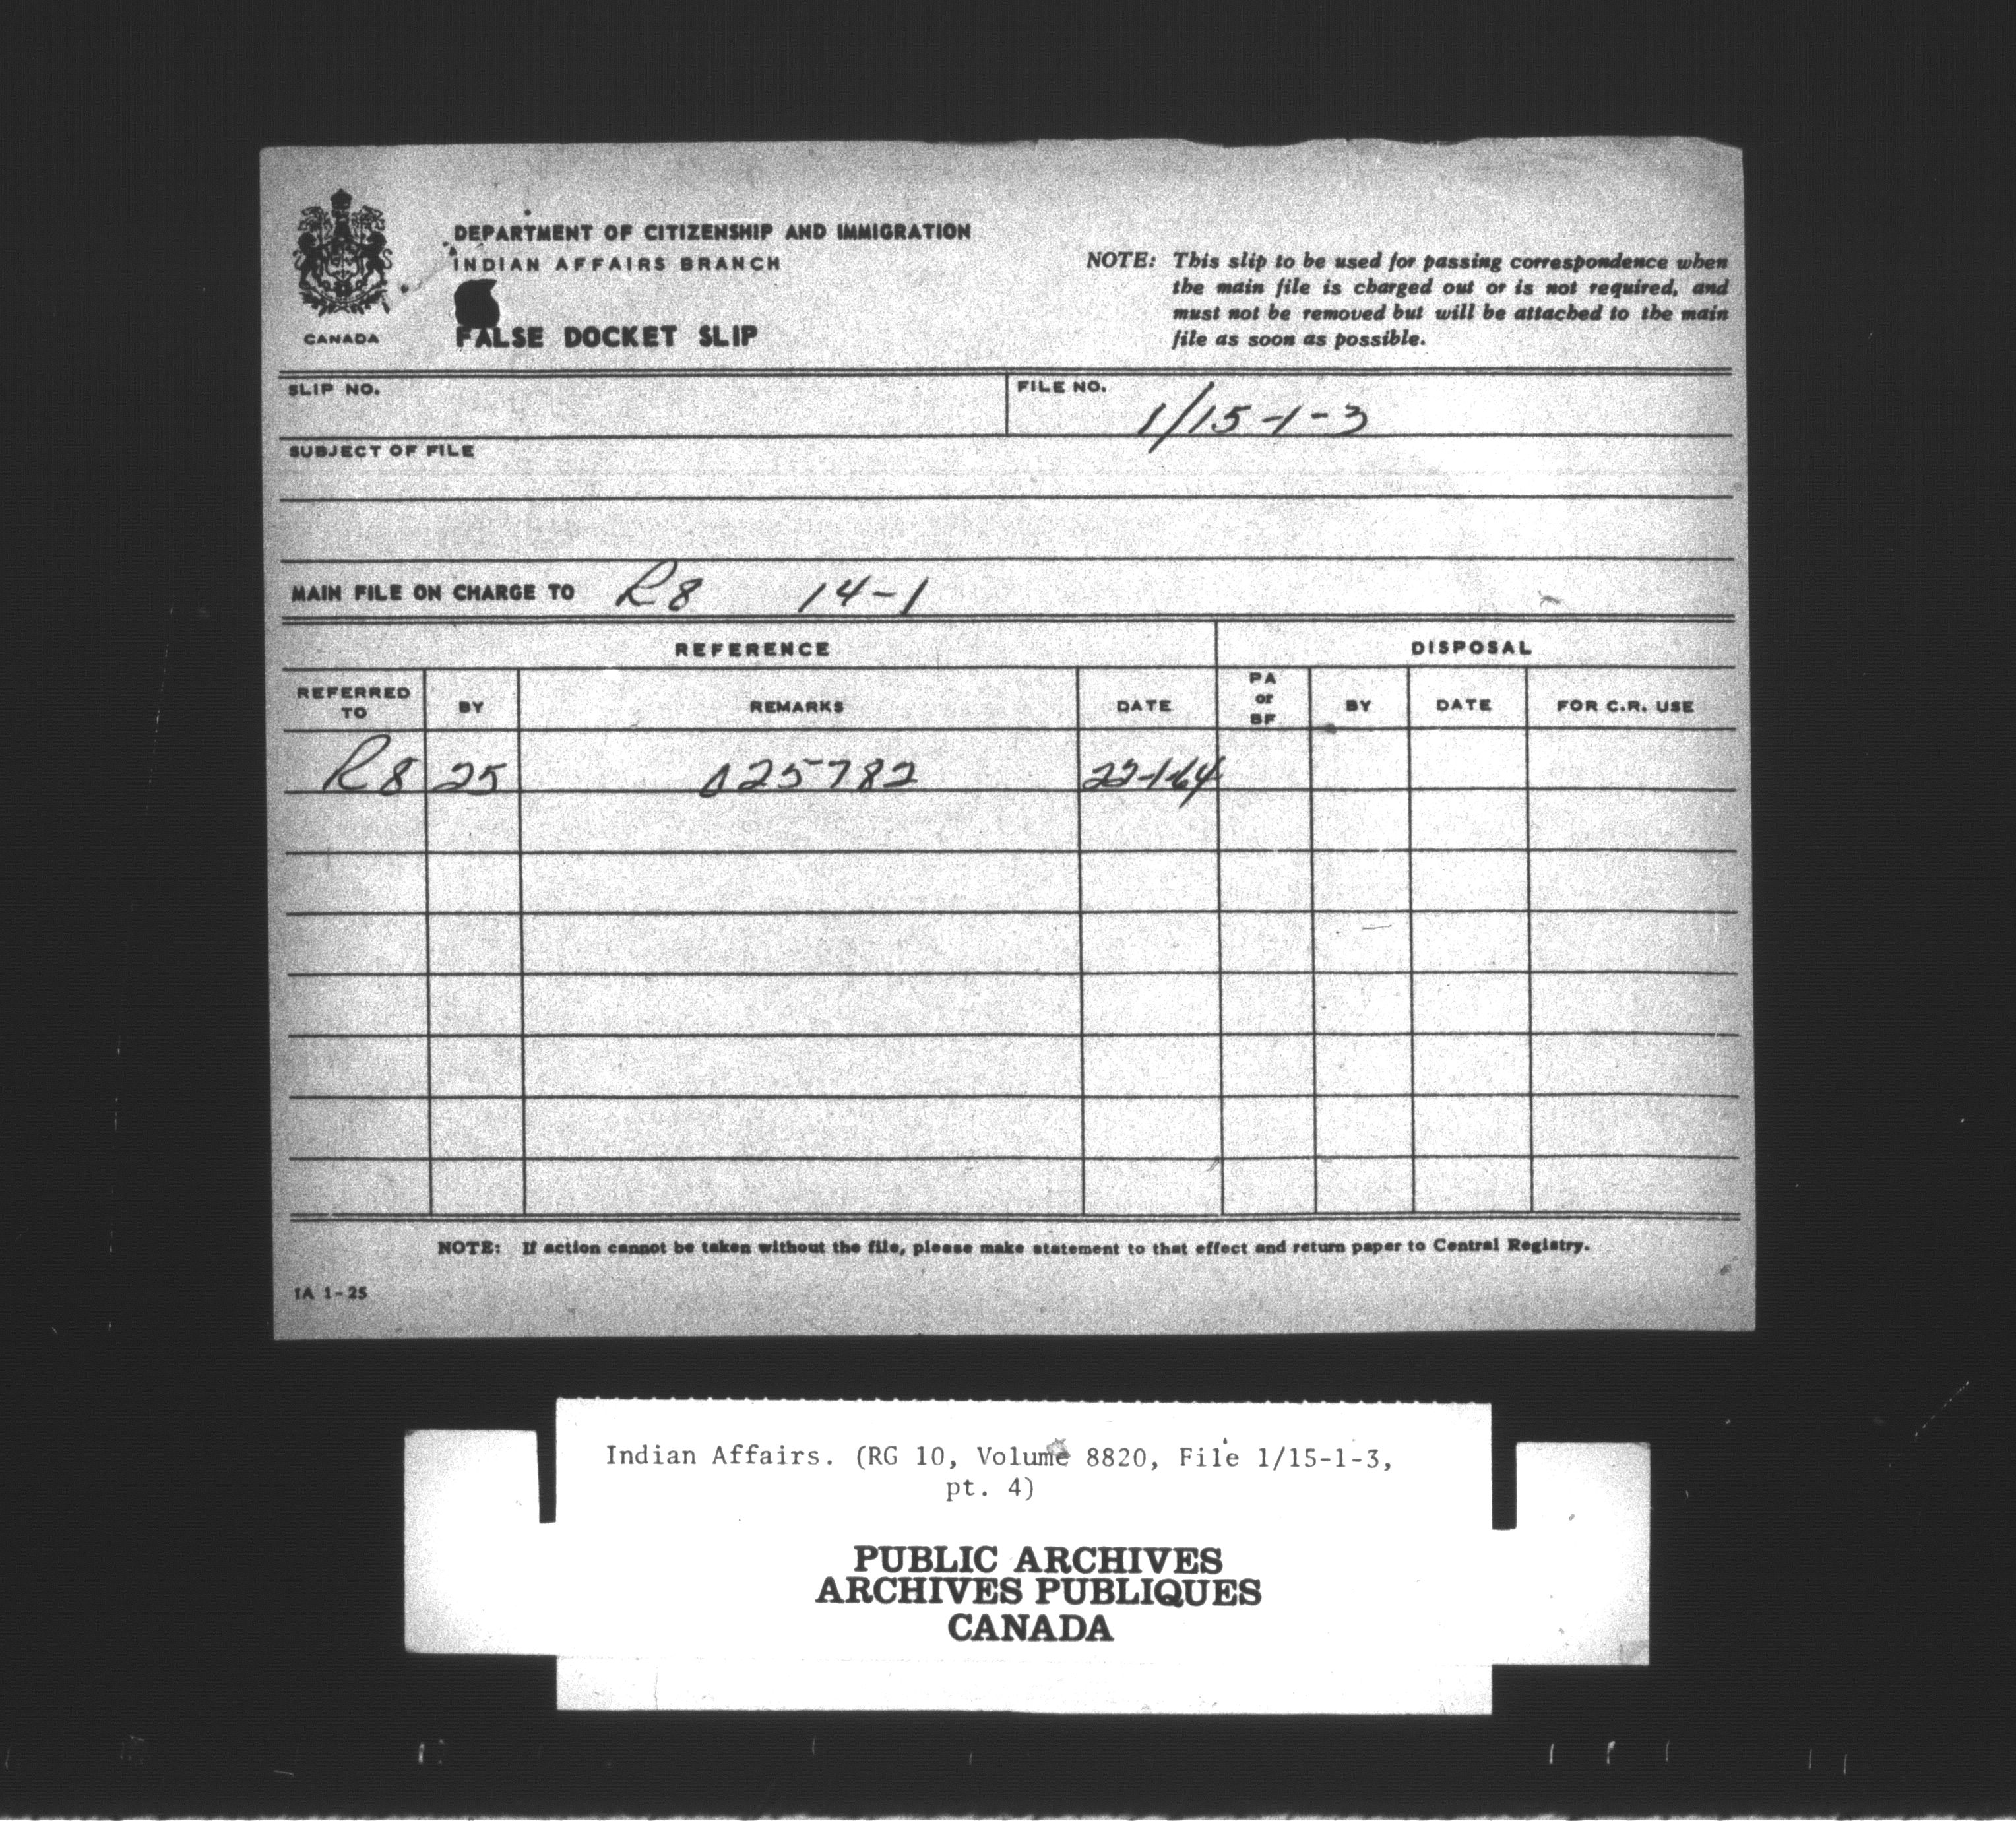 DEPARTMENT OF CITIZENSHIP AND IMMIGRATION
INDIAN AFFAIRS BRANCH
CANADA
FALSE DOCKET SLIP
NOTE: This slip to be used for passing correspondence when
the main file is charged out or is not required, and
must not be removed but will be attached to the main
file as soon as possible.
SLIP NO.
FILE NO. 1/15-1-3
SUBJECT OF FILE
MAIN FILE ON CHARGE TO R8 14-1
REFERENCE DISPOSAL
REFERRED TO BY REMARKS DATE PA or BF BY DATE FOR C.R. USE
R8 25 025782 22-1-64
NOTE: If action cannot be taken without the file, please make statement to that effect and return paper to Central Registry.
IA 1-25
Indian Affairs. (RG 10, Volume 8820, File 1/15-1-3,
pt. 4)
PUBLIC ARCHIVES
ARCHIVES PUBLIQUES
CANADA